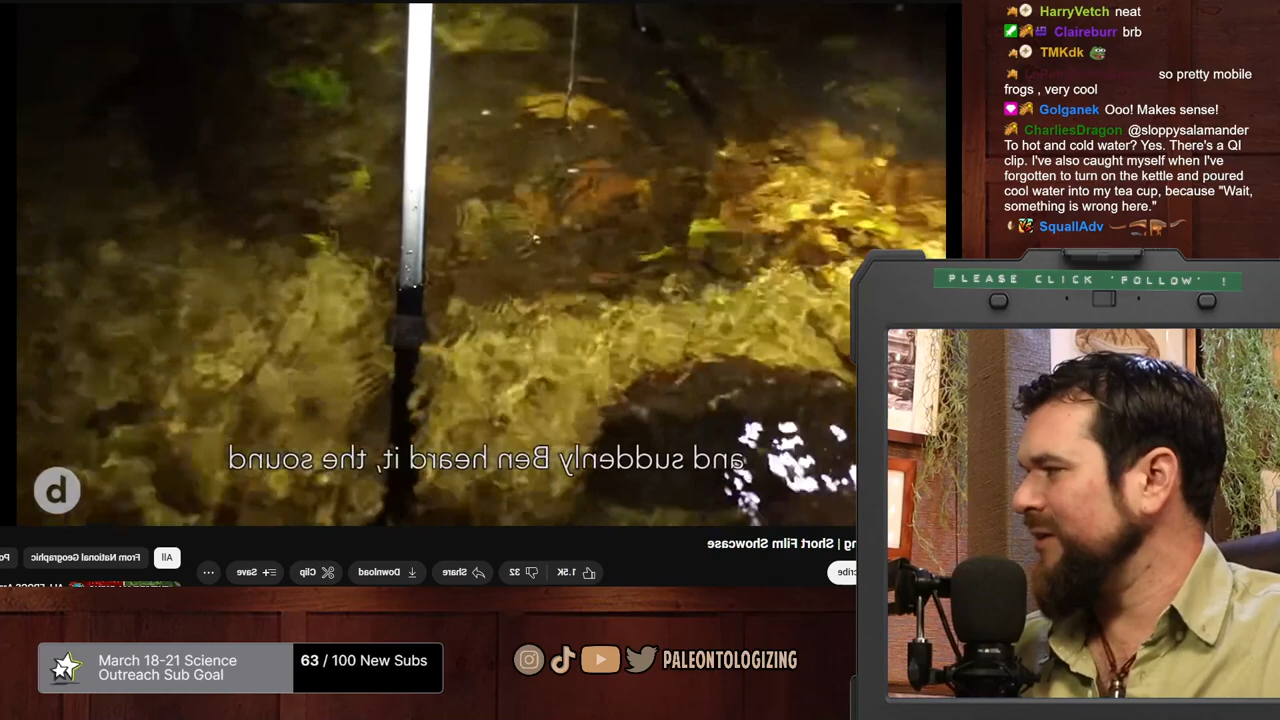 HarryVetch neat
Claireburr brb
TMKdk
so pretty mobile
frogs , very cool
Golganek Ooo! Makes sense!
CharliesDragon @sloppysalamander
To hot and cold water? Yes. There's a QI
clip. I've also caught myself when I've
forgotten to turn on the kettle and poured
cool water into my tea cup, because "Wait,
something is wrong here."
SquallAdv
PLEASE CLICK 'FOLLOW' !
and suddenly Ben heard it, the sound
b
ng | Short Film Showcase
All
From National Geographic
Po
cribe
1.5K
32
Share
Download
Clip
Save
...
March 18-21 Science
Outreach Sub Goal
63 / 100 New Subs
PALEONTOLOGIZING